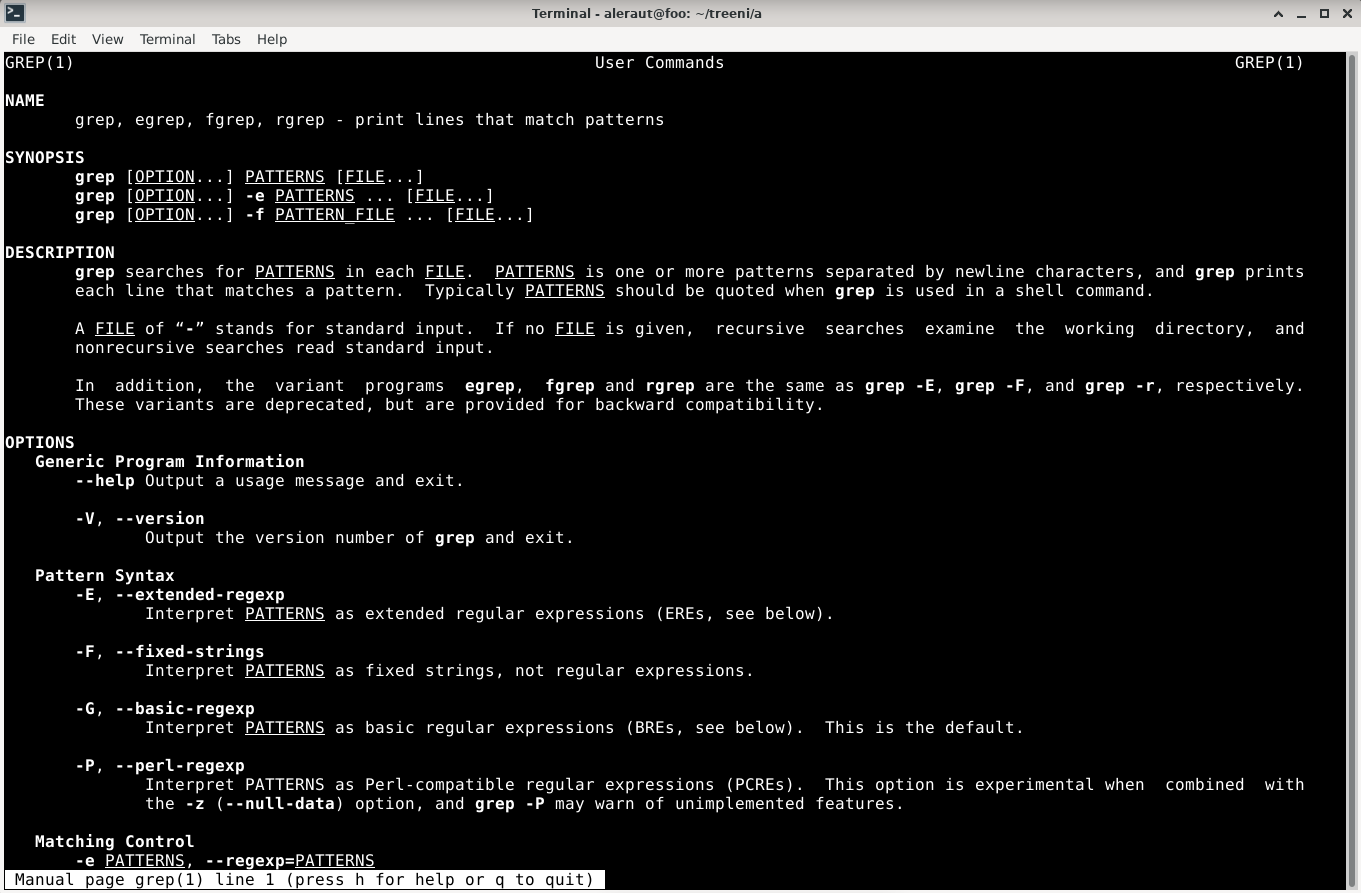 Terminal - aleraut@foo: ~/treeni/a
File Edit View Terminal Tabs Help
GREP(1) User Commands GREP(1)
NAME
grep, egrep, fgrep, rgrep - print lines that match patterns
SYNOPSIS
grep [OPTION...] PATTERNS [FILE...]
grep [OPTION...] -e PATTERNS ... [FILE...]
grep [OPTION...] -f PATTERN_FILE ... [FILE...]
DESCRIPTION
grep searches for PATTERNS in each FILE.  PATTERNS is one or more patterns separated by newline characters, and grep prints
each line that matches a pattern.  Typically PATTERNS should be quoted when grep is used in a shell command.
A FILE of “-” stands for standard input.  If no FILE is given,  recursive  searches  examine  the  working  directory,  and
nonrecursive searches read standard input.
In  addition,  the  variant  programs  egrep,  fgrep and rgrep are the same as grep -E, grep -F, and grep -r, respectively.
These variants are deprecated, but are provided for backward compatibility.
OPTIONS
Generic Program Information
--help Output a usage message and exit.
-V, --version
Output the version number of grep and exit.
Pattern Syntax
-E, --extended-regexp
Interpret PATTERNS as extended regular expressions (EREs, see below).
-F, --fixed-strings
Interpret PATTERNS as fixed strings, not regular expressions.
-G, --basic-regexp
Interpret PATTERNS as basic regular expressions (BREs, see below).  This is the default.
-P, --perl-regexp
Interpret PATTERNS as Perl-compatible regular expressions (PCREs).  This option is experimental when  combined  with
the -z (--null-data) option, and grep -P may warn of unimplemented features.
Matching Control
-e PATTERNS, --regexp=PATTERNS
Manual page grep(1) line 1 (press h for help or q to quit)